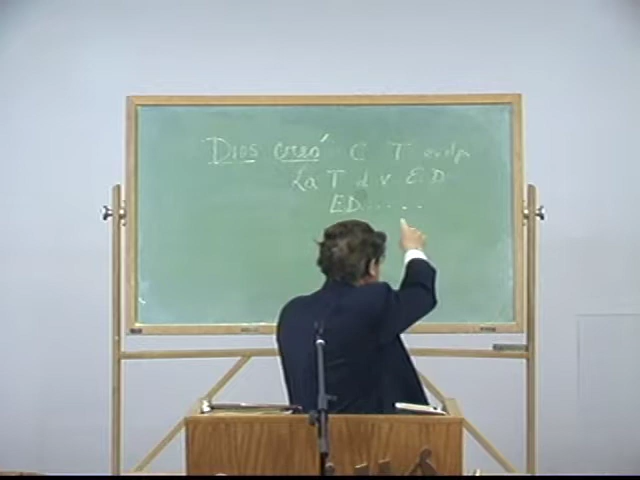 Dios creó C T
La T d v E D
ED.....